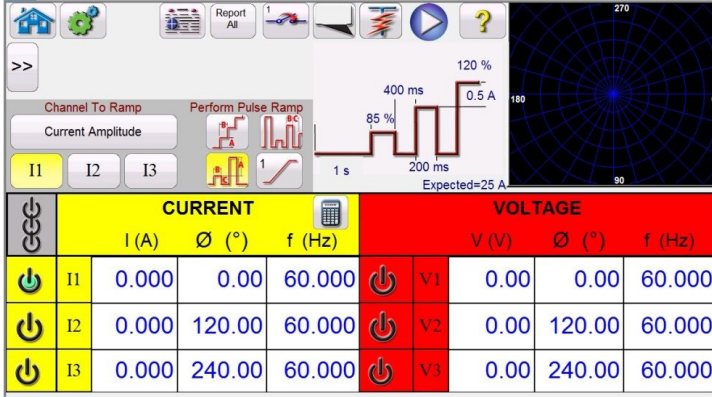 Report
All
1
?
270
>>
120 %
400 ms
0.5 A
180
Channel To Ramp
Perform Pulse Ramp
85 %
Current Amplitude
B
A
BC
I1
I2
I3
B
C
A
1
1 s
200 ms
90
Expected=25 A
CURRENT
VOLTAGE
I (A) Ø (°) f (Hz)
V (V) Ø (°) f (Hz)
I1 0.000 0.00 60.000 V1 0.00 0.00 60.000
I2 0.000 120.00 60.000 V2 0.00 120.00 60.000
I3 0.000 240.00 60.000 V3 0.00 240.00 60.000